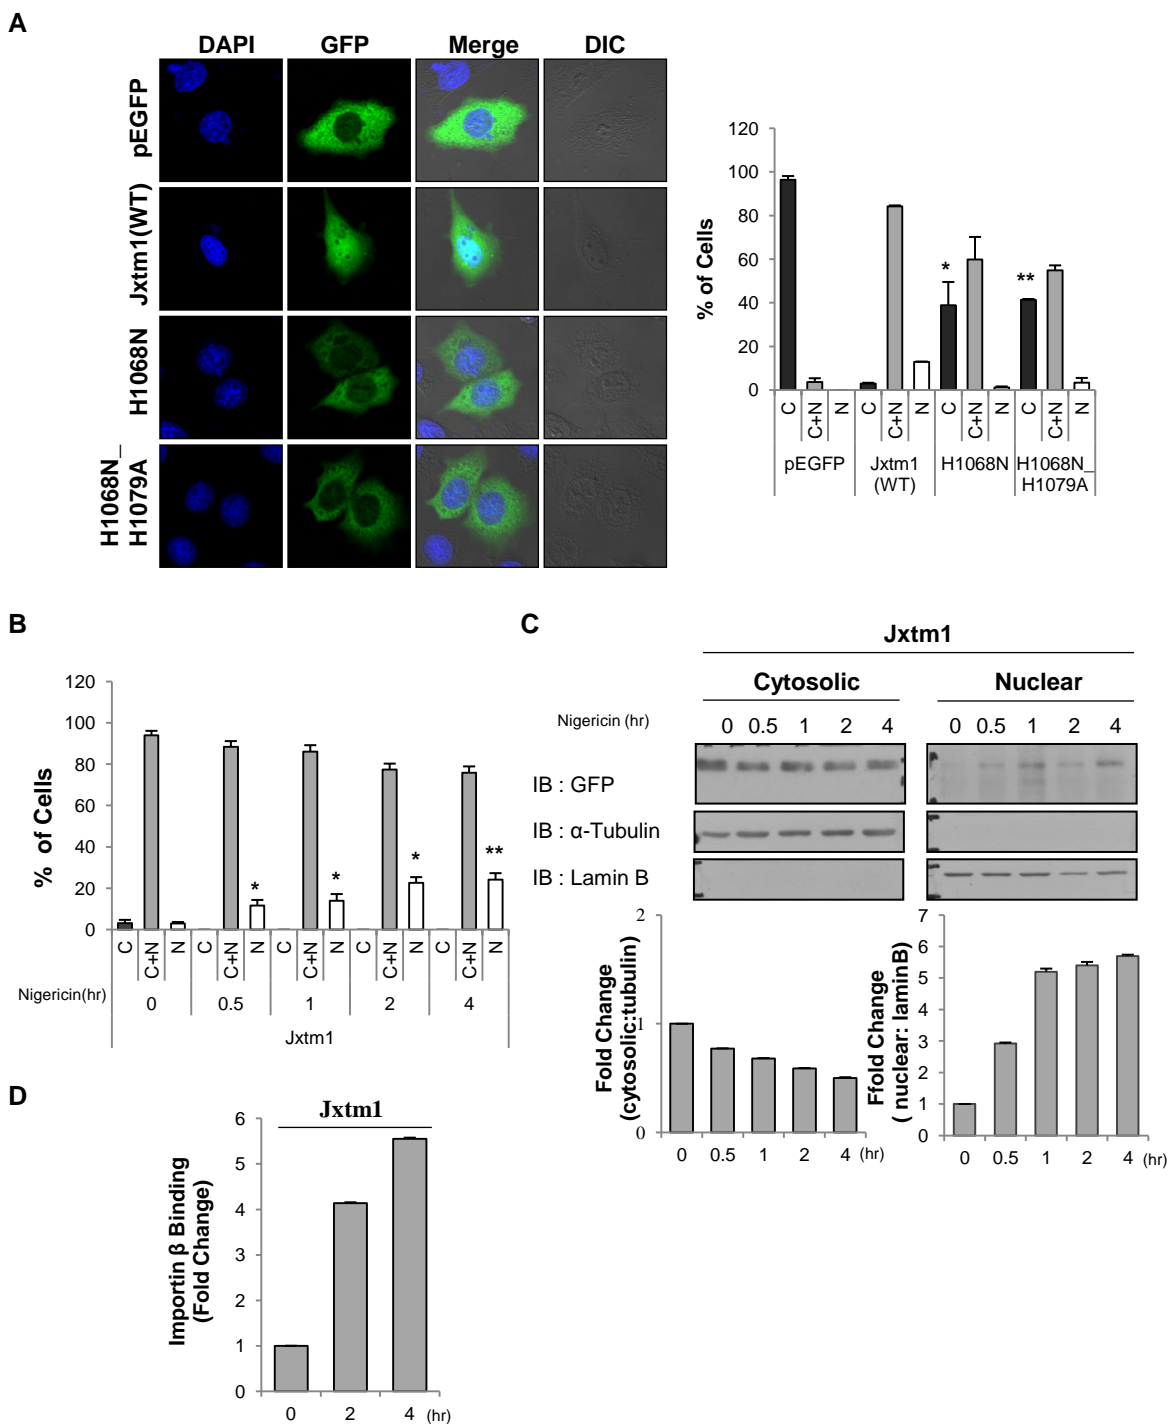 A
DAPI GFP Merge DIC
pEGFP
Jxtm1(WT)
H1068N
H1068N_
H1079A
% of Cells
120
100
80
60
40
20
0
* **
C C+N N C C+N N C C+N N C C+N N
pEGFP Jxtm1 H1068N H1068N_
(WT) H1079A
B
% of Cells
120
100
80
60
40
20
0
* * * **
C C+N N C C+N N C C+N N C C+N N C C+N N
Nigericin(hr) 0 0.5 1 2 4
Jxtm1
C
Jxtm1
Cytosolic Nuclear
Nigericin (hr) 0 0.5 1 2 4 0 0.5 1 2 4
IB : GFP
IB : α-Tubulin
IB : Lamin B
Fold Change
(cytosolic:tubulin)
2
1
0
0 0.5 1 2 4 (hr)
Ffold Change
( nuclear: laminB)
7
6
5
4
3
2
1
0
0 0.5 1 2 4 (hr)
D
Jxtm1
Importin β Binding
(Fold Change)
6
5
4
3
2
1
0
0 2 4 (hr)